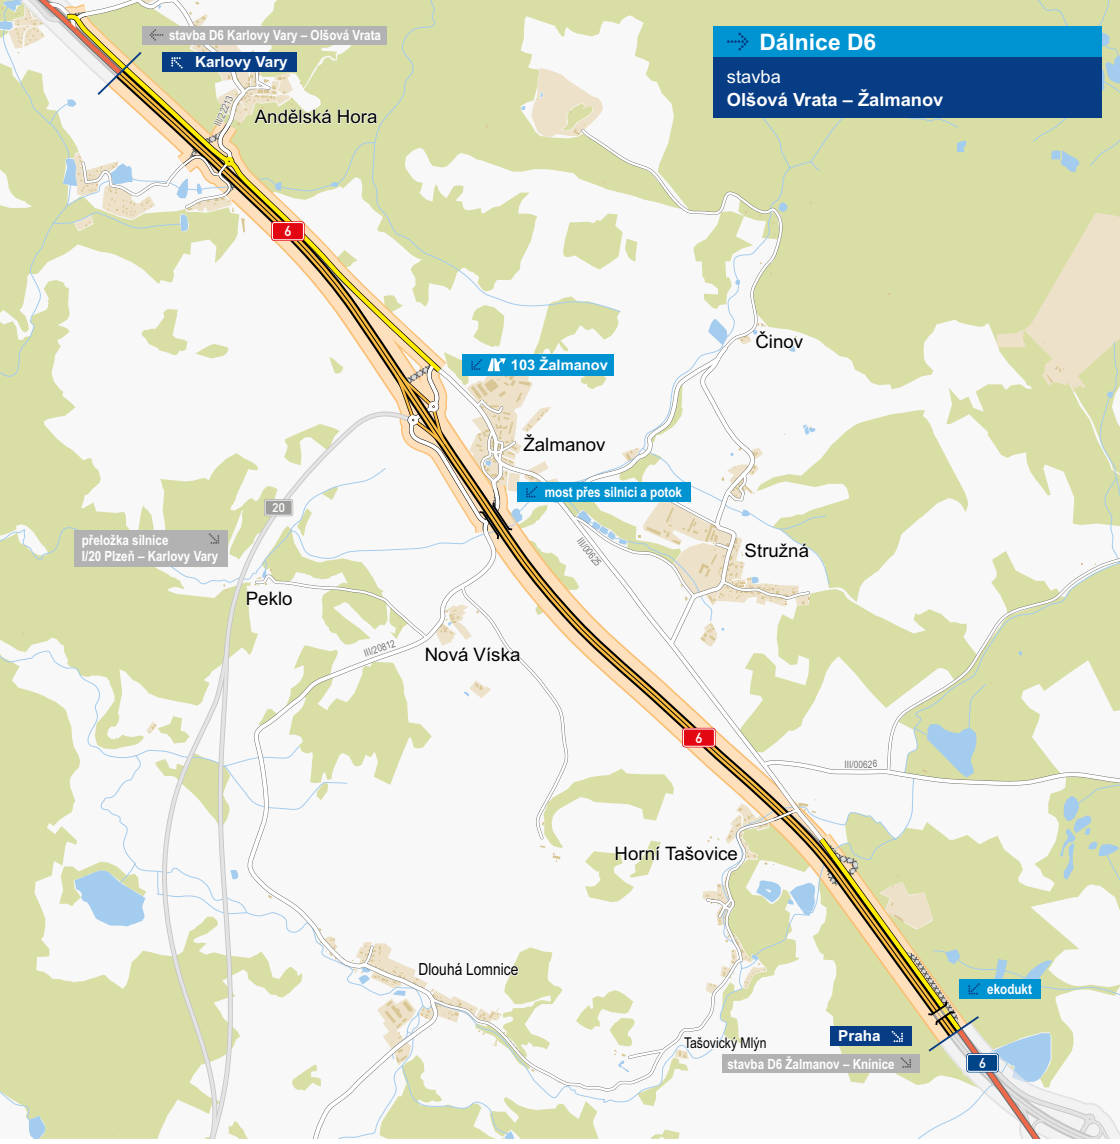 stavba D6 Karlovy Vary – Olšová Vrata
Karlovy Vary
Dálnice D6
stavba
Olšová Vrata – Žalmanov
III/22213
Andělská Hora
6
Činov
103 Žalmanov
Žalmanov
most přes silnici a potok
20
přeložka silnice
I/20 Plzeň – Karlovy Vary
III/00625
Stružná
Peklo
III/20812
Nová Víska
6
III/00626
Horní Tašovice
Dlouhá Lomnice
ekodukt
Praha
Tašovický Mlýn
stavba D6 Žalmanov – Knínice
6